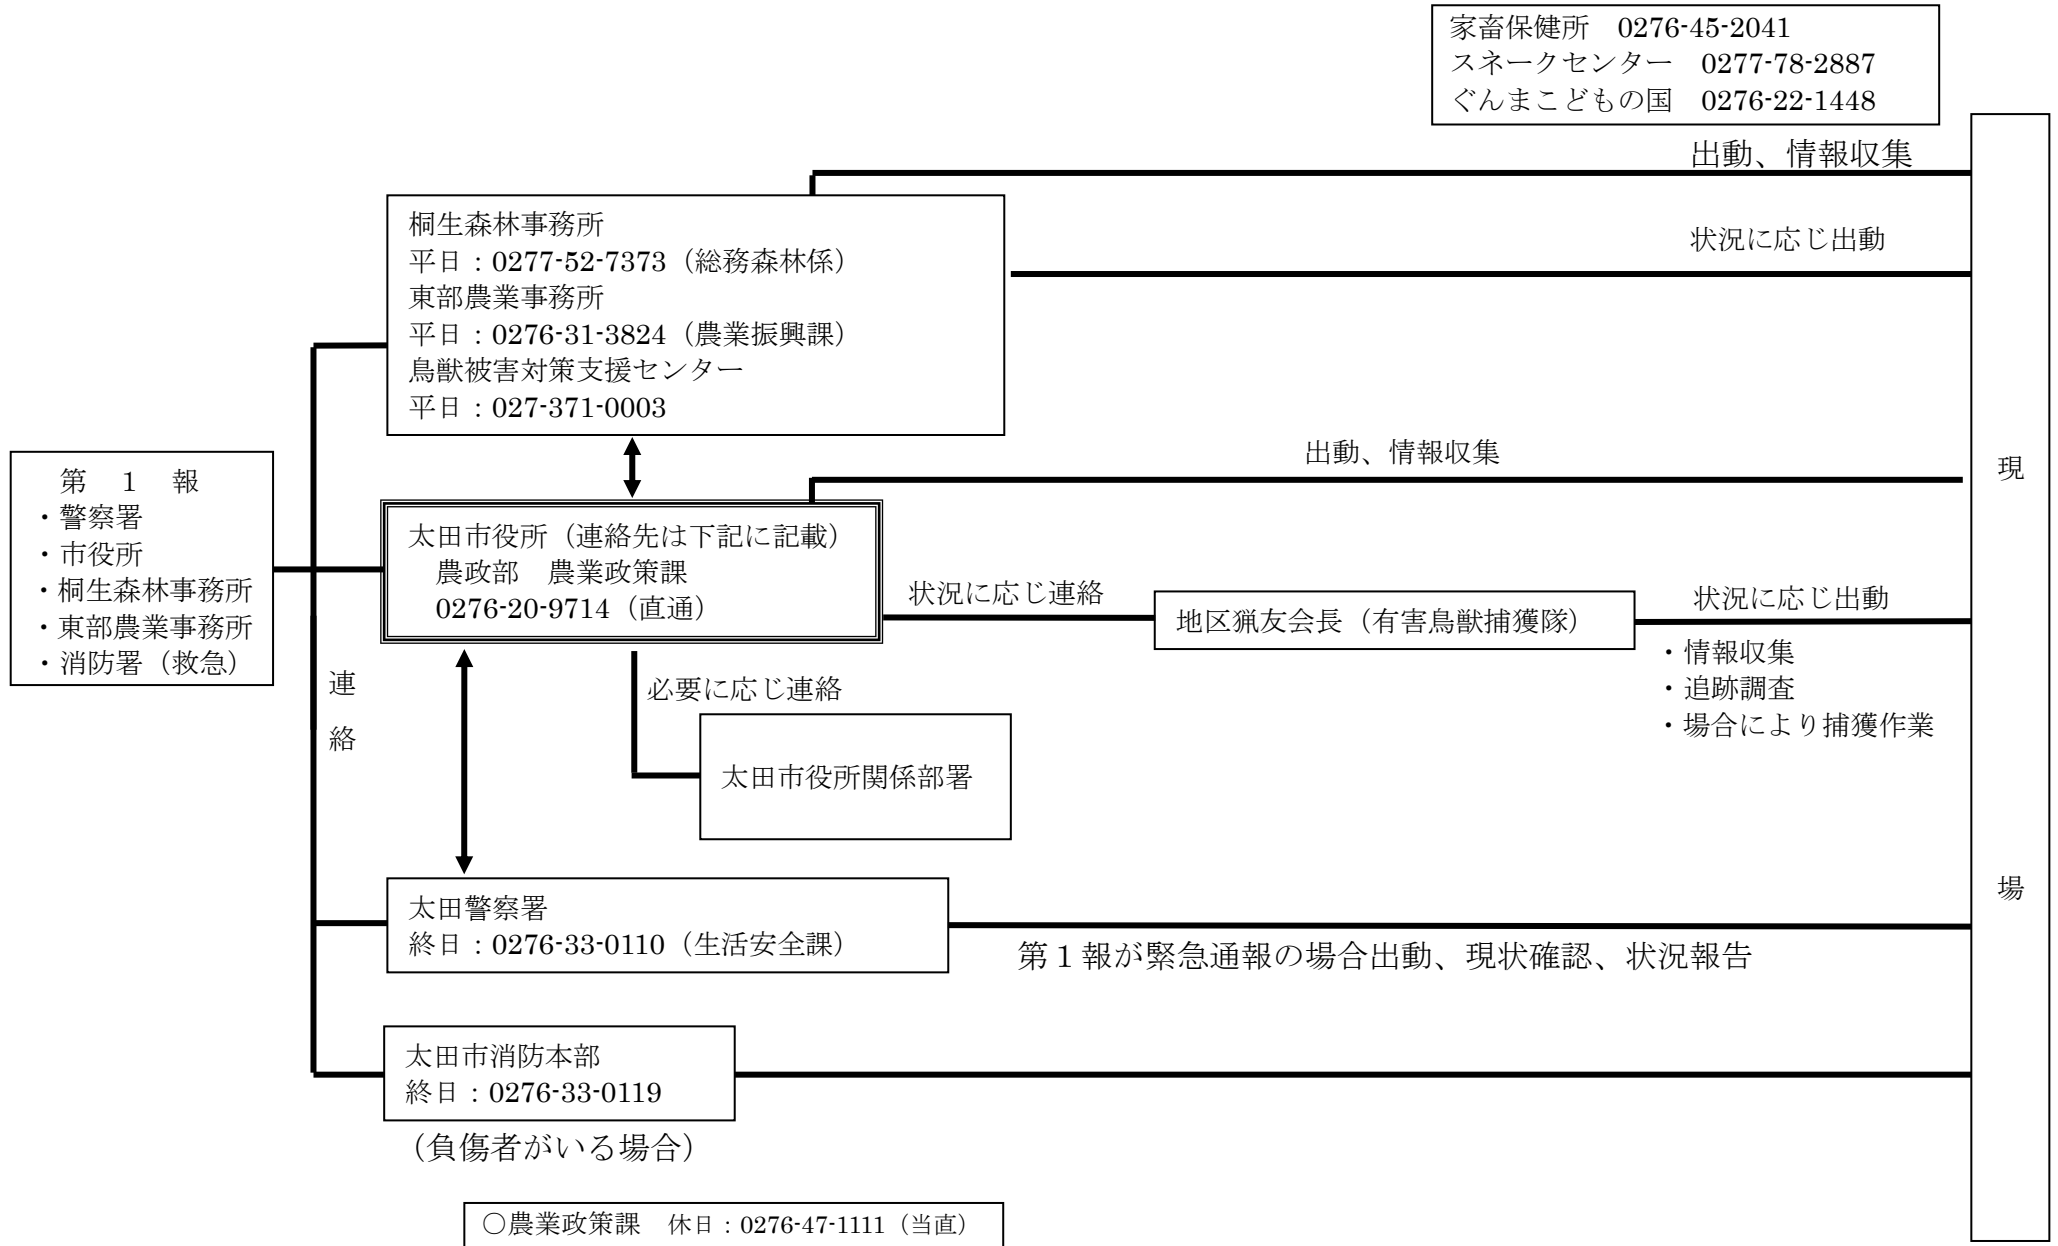 家畜保健所　0276-45-2041
スネークセンター　0277-78-2887
ぐんまこどもの国　0276-22-1448
出動、情報収集
桐生森林事務所
平日：0277-52-7373（総務森林係）
東部農業事務所
平日：0276-31-3824（農業振興課）
鳥獣被害対策支援センター
平日：027-371-0003
状況に応じ出動
第　１　報
・警察署
・市役所
・桐生森林事務所
・東部農業事務所
・消防署（救急）
連
絡
出動、情報収集
太田市役所（連絡先は下記に記載）
農政部　農業政策課
0276-20-9714（直通）
状況に応じ連絡
地区猟友会長（有害鳥獣捕獲隊）
状況に応じ出動
・情報収集
・追跡調査
・場合により捕獲作業
必要に応じ連絡
太田市役所関係部署
太田警察署
終日：0276-33-0110（生活安全課）
第１報が緊急通報の場合出動、現状確認、状況報告
太田市消防本部
終日：0276-33-0119
（負傷者がいる場合）
現
場
〇農業政策課　休日：0276-47-1111（当直）